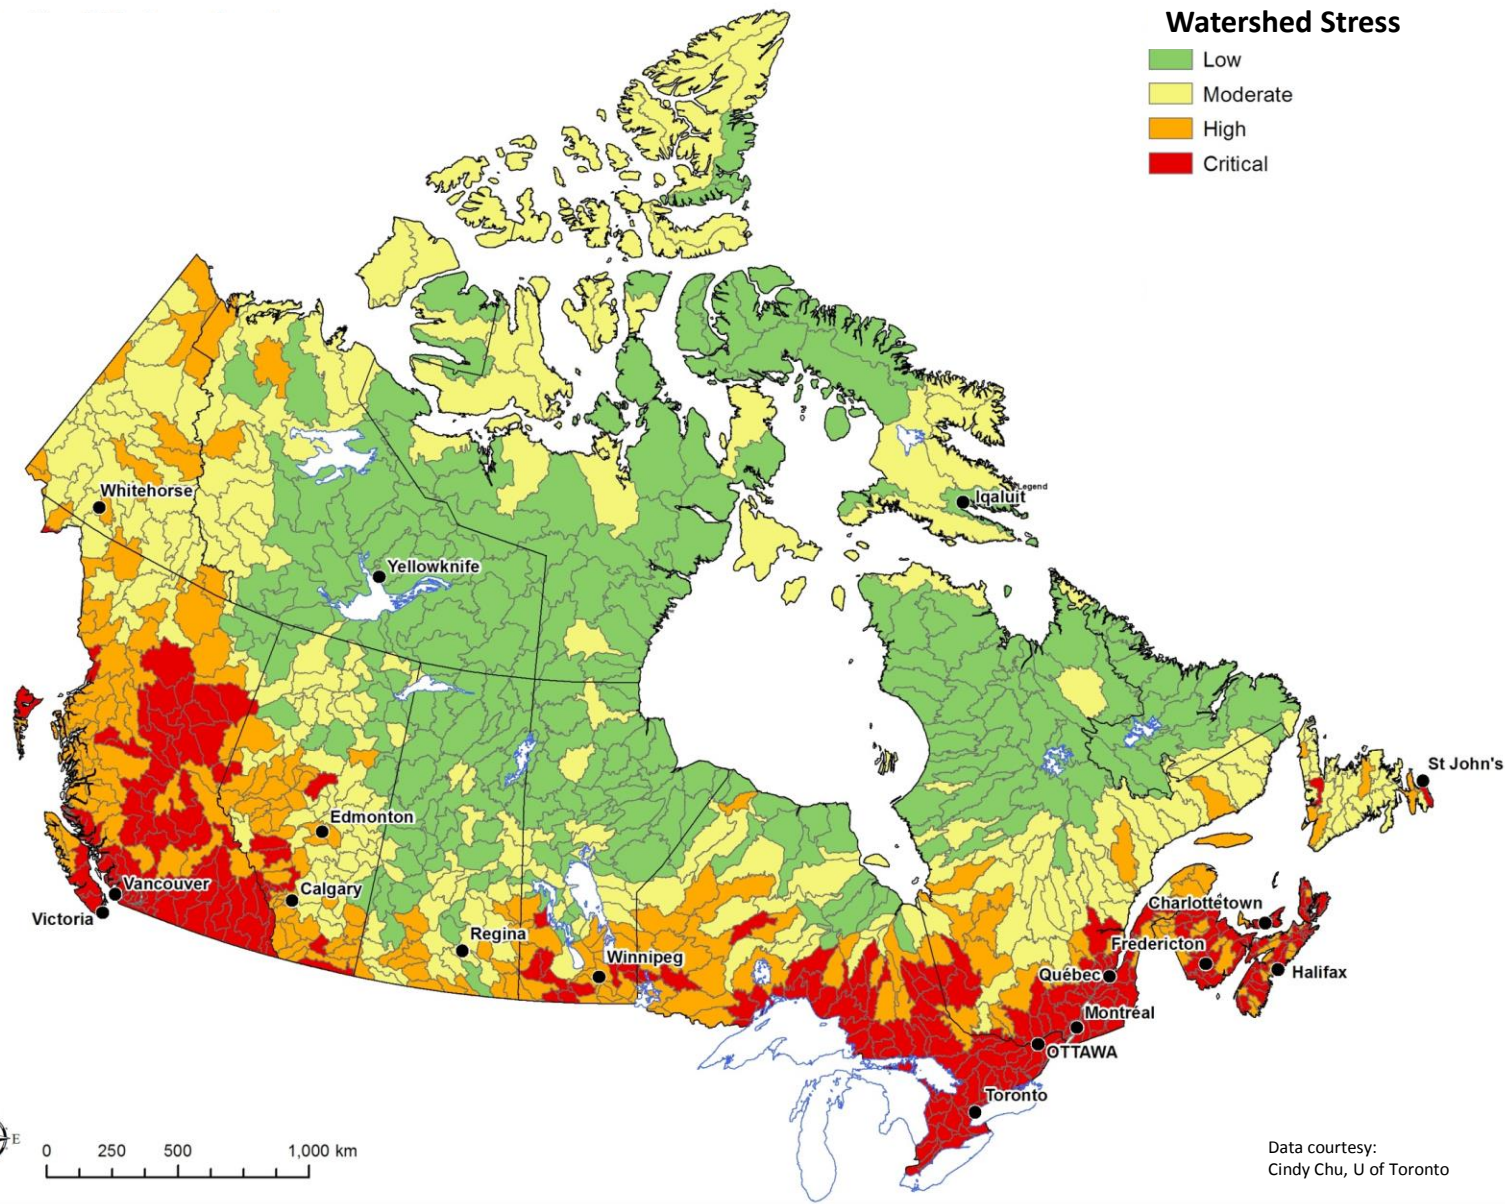 Watershed Stress
Low
Moderate
High
Critical
Whitehorse
Iqaluit
Legend
Yellowknife
St John's
Edmonton
Vancouver
Calgary
Victoria
Charlottetown
Regina
Fredericton
Winnipeg
Québec
Halifax
Montréal
OTTAWA
Toronto
E
0 250 500 1,000 km
Data courtesy:
Cindy Chu, U of Toronto